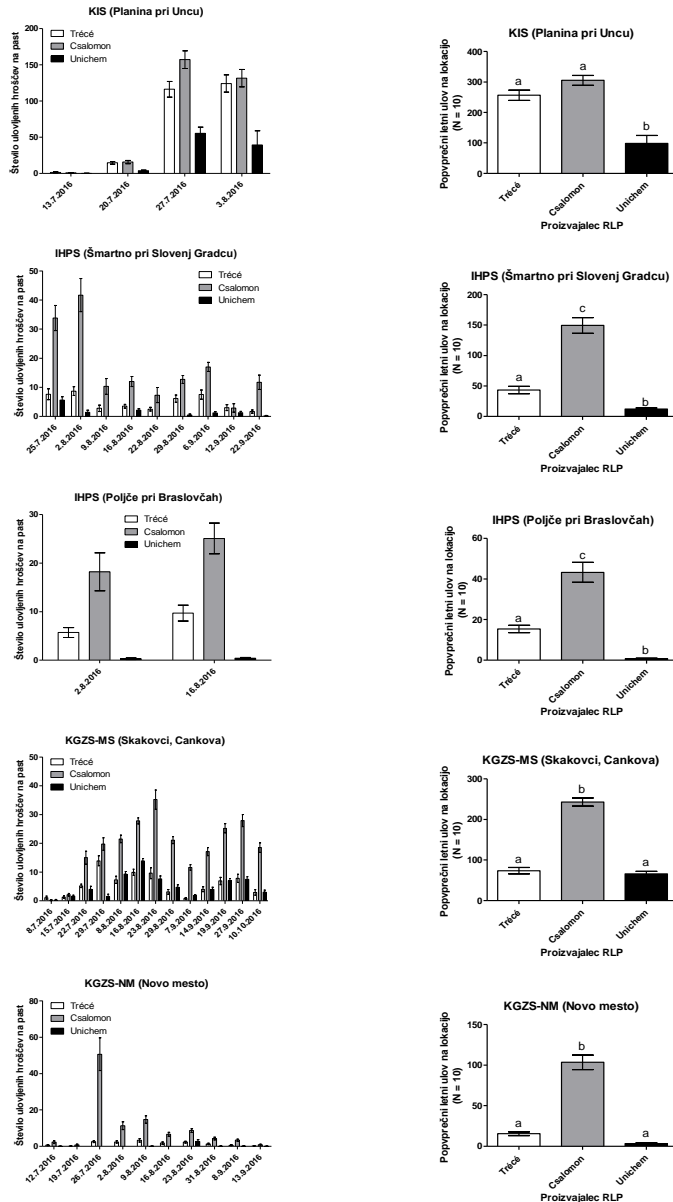 KIS (Planina pri Uncu)
Število ulovljenih hroščev na past
200
150
100
50
0
Trécé
Csalomon
Unichem
13.7.2016
20.7.2016
27.7.2016
3.8.2016
KIS (Planina pri Uncu)
Popvprečni letni ulov na lokacijo
(N = 10)
400
300
200
100
0
a
a
b
Trécé
Csalomon
Unichem
Proizvajalec RLP
IHPS (Šmartno pri Slovenj Gradcu)
Število ulovljenih hroščev na past
50
40
30
20
10
0
Trécé
Csalomon
Unichem
25.7.2016
2.8.2016
9.8.2016
16.8.2016
22.8.2016
29.8.2016
6.9.2016
12.9.2016
22.9.2016
IHPS (Šmartno pri Slovenj Gradcu)
Popvprečni letni ulov na lokacijo
(N = 10)
200
150
100
50
0
a
c
b
Trécé
Csalomon
Unichem
Proizvajalec RLP
IHPS (Poljče pri Braslovčah)
Število ulovljenih hroščev na past
30
20
10
0
Trécé
Csalomon
Unichem
2.8.2016
16.8.2016
IHPS (Poljče pri Braslovčah)
Popvprečni letni ulov na lokacijo
(N = 10)
60
40
20
0
a
c
b
Trécé
Csalomon
Unichem
Proizvajalec RLP
KGZS-MS (Skakovci, Cankova)
Število ulovljenih hroščev na past
50
40
30
20
10
0
Trécé
Csalomon
Unichem
8.7.2016
15.7.2016
22.7.2016
29.7.2016
8.8.2016
16.8.2016
23.8.2016
29.8.2016
7.9.2016
14.9.2016
19.9.2016
27.9.2016
10.10.2016
KGZS-MS (Skakovci, Cankova)
Popvprečni letni ulov na lokacijo
(N = 10)
300
200
100
0
a
b
a
Trécé
Csalomon
Unichem
Proizvajalec RLP
KGZS-NM (Novo mesto)
Število ulovljenih hroščev na past
80
60
40
20
0
Trécé
Csalomon
Unichem
12.7.2016
19.7.2016
26.7.2016
2.8.2016
9.8.2016
16.8.2016
23.8.2016
31.8.2016
8.9.2016
13.9.2016
KGZS-NM (Novo mesto)
Popvprečni letni ulov na lokacijo
(N = 10)
150
100
50
0
a
b
a
Trécé
Csalomon
Unichem
Proizvajalec RLP